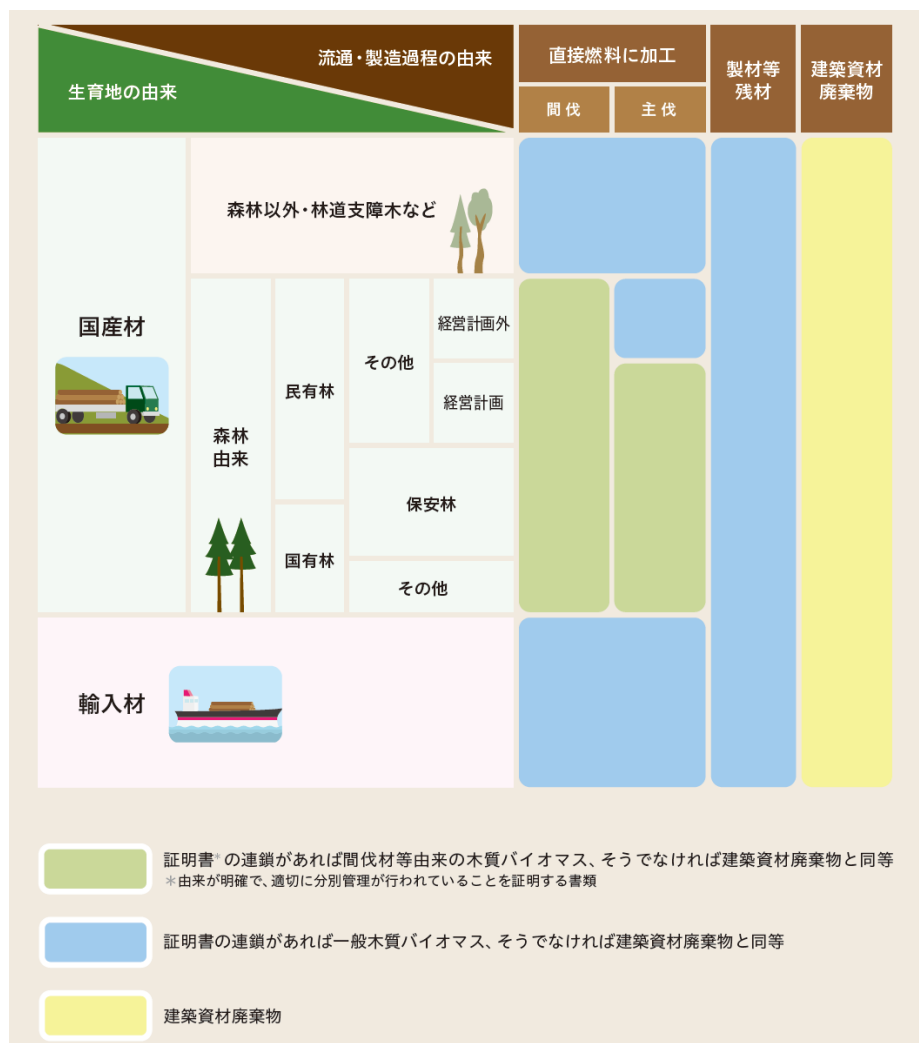 流通・製造過程の由来
生育地の由来
直接燃料に加工
間伐
主伐
製材等
残材
建築資材
廃棄物
国産材
森林以外・林道支障木など
森林
由来
民有林
その他
経営計画外
経営計画
保安林
国有林
その他
輸入材
証明書*の連鎖があれば間伐材等由来の木質バイオマス、そうでなければ建築資材廃棄物と同等
＊由来が明確で、適切に分別管理が行われていることを証明する書類
証明書の連鎖があれば一般木質バイオマス、そうでなければ建築資材廃棄物と同等
建築資材廃棄物